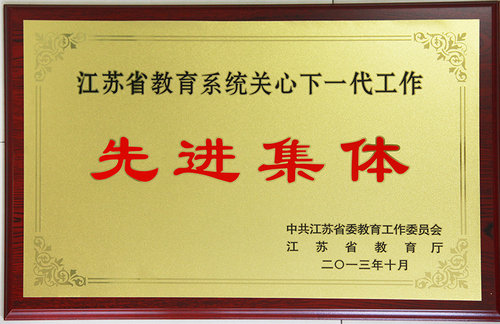 江苏省教育系统关心下一代工作
先进集体
中共江苏省委教育工作委员会
江苏省教育厅
二〇一三年十月